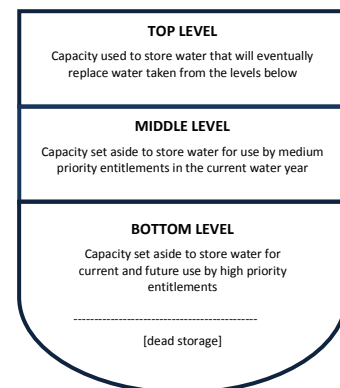 TOP LEVEL
Capacity used to store water that will eventually
replace water taken from the levels below
MIDDLE LEVEL
Capacity set aside to store water for use by medium
priority entitlements in the current water year
BOTTOM LEVEL
Capacity set aside to store water for
current and future use by high priority
entitlements
--------------------------------------------
[dead storage]